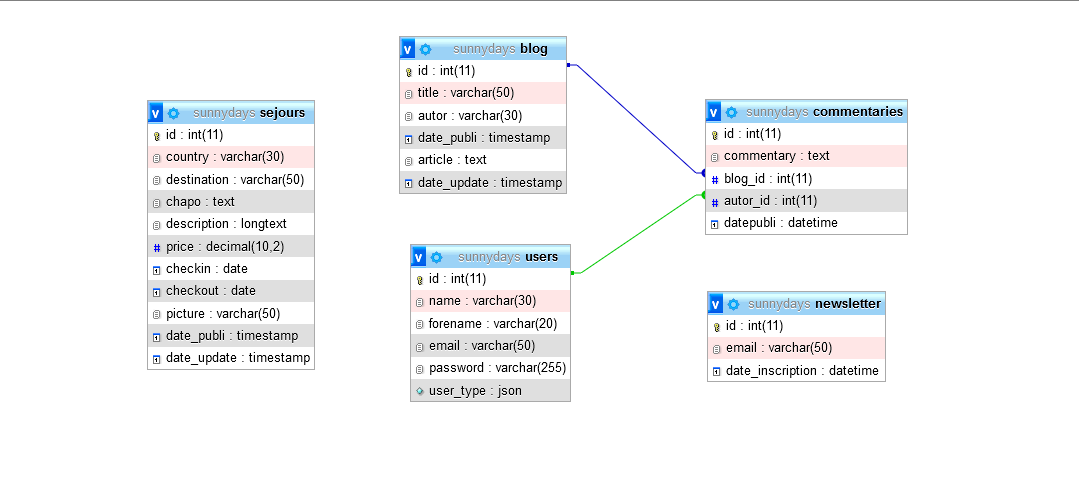 v sunnydays blog
id : int(11)
title : varchar(50)
autor : varchar(30)
date_publi : timestamp
article : text
date_update : timestamp
v sunnydays sejours
id : int(11)
country : varchar(30)
destination : varchar(50)
chapo : text
description : longtext
# price : decimal(10,2)
checkin : date
checkout : date
picture : varchar(50)
date_publi : timestamp
date_update : timestamp
v sunnydays commentaries
id : int(11)
commentary : text
# blog_id : int(11)
# autor_id : int(11)
datepubli : datetime
v sunnydays users
id : int(11)
name : varchar(30)
forename : varchar(20)
email : varchar(50)
password : varchar(255)
user_type : json
v sunnydays newsletter
id : int(11)
email : varchar(50)
date_inscription : datetime